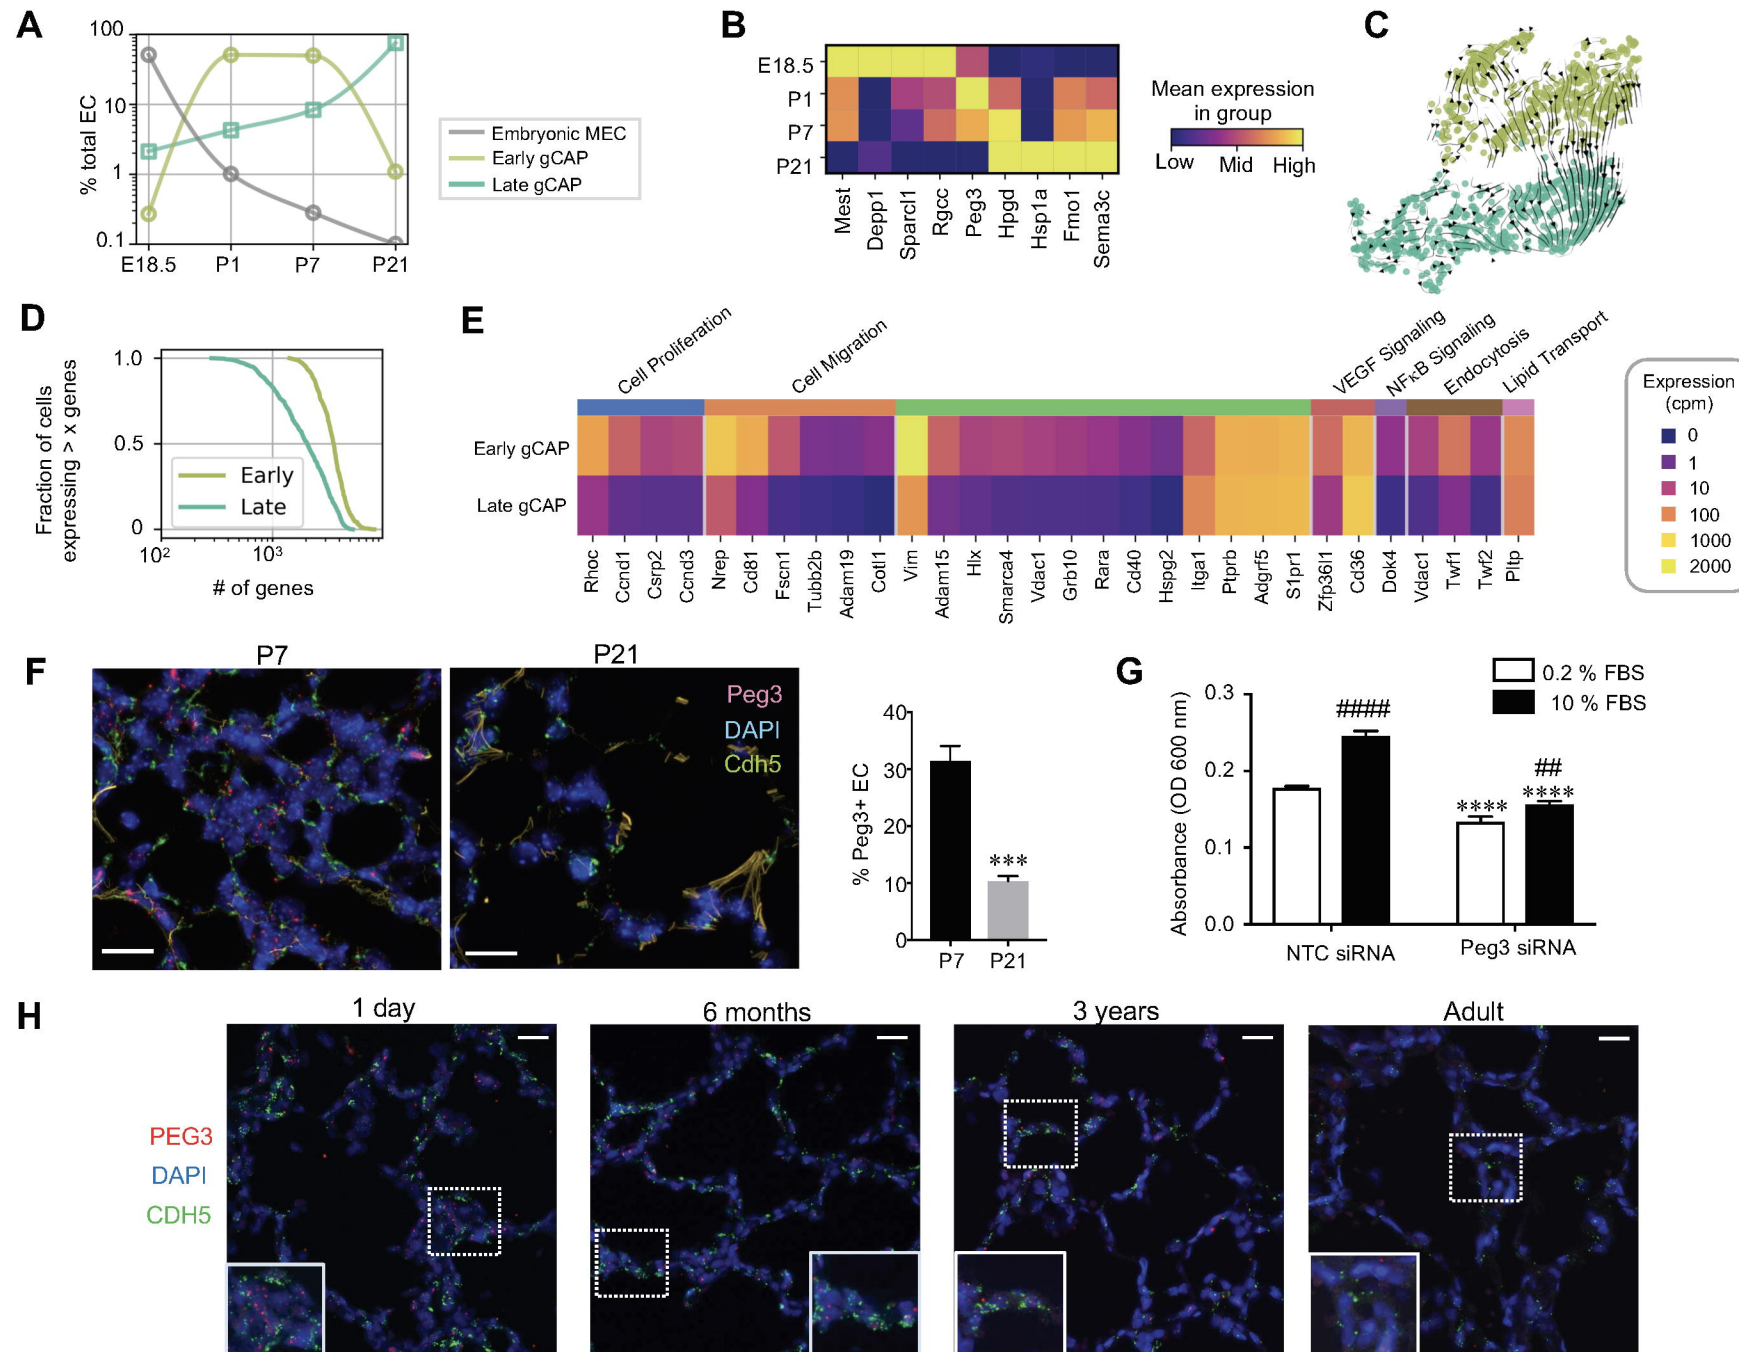 A
100
10
1
0.1
% total EC
E18.5 P1 P7 P21
Embryonic MEC
Early gCAP
Late gCAP
B
E18.5
P1
P7
P21
Mest Depp1 Sparcl1 Rgcc Peg3 Hpgd Hsp1a Fmo1 Sema3c
Mean expression
in group
Low Mid High
C
D
1.0
0.5
0
Fraction of cells
expressing > x genes
Early
Late
10² 10³
# of genes
E
Cell Proliferation Cell Migration VEGF Signaling NFκB Signaling Endocytosis Lipid Transport
Early gCAP
Late gCAP
Rhoc Ccnd1 Csrp2 Ccnd3 Nrep Cd81 Fscn1 Tubb2b Adam19 Cotl1 Vim Adam15 Hlx Smarca4 Vdac1 Grb10 Rara Cd40 Hspg2 Itga1 Ptprb Adgrf5 S1pr1 Zfp36l1 Cd36 Dok4 Vdac1 Twf1 Twf2 Pltp
Expression
(cpm)
0
1
10
100
1000
2000
F
P7 P21
Peg3
DAPI
Cdh5
40
30
20
10
0
% Peg3+ EC
***
P7 P21
G
0.2 % FBS
10 % FBS
0.3
0.2
0.1
0.0
Absorbance (OD 600 nm)
####
##
**** ****
NTC siRNA Peg3 siRNA
H
1 day 6 months 3 years Adult
PEG3
DAPI
CDH5